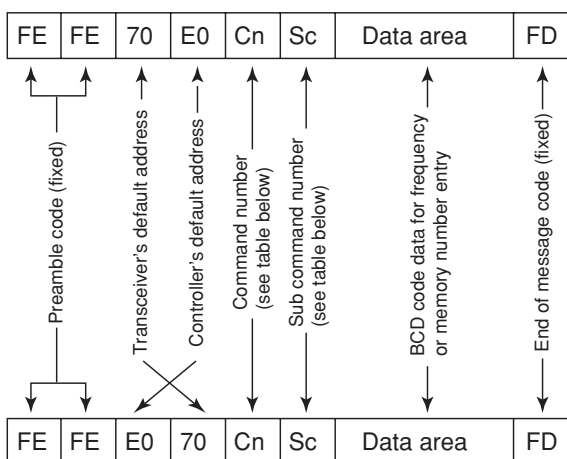 FE FE 70 E0 Cn Sc Data area FD
Preamble code (fixed)
Transceiver's default address
Controller's default address
Command number
(see table below)
Sub command number
(see table below)
BCD code data for frequency
or memory number entry
End of message code (fixed)
FE FE E0 70 Cn Sc Data area FD